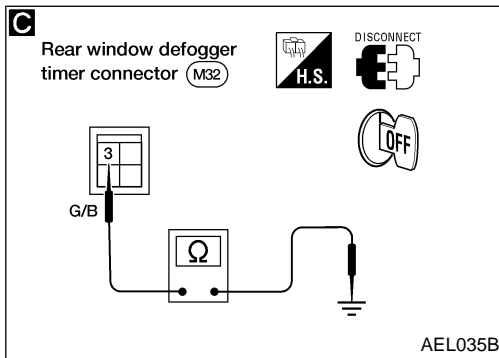 C
Rear window defogger
timer connector M32
H.S.
DISCONNECT
OFF
3
G/B
Ω
AEL035B